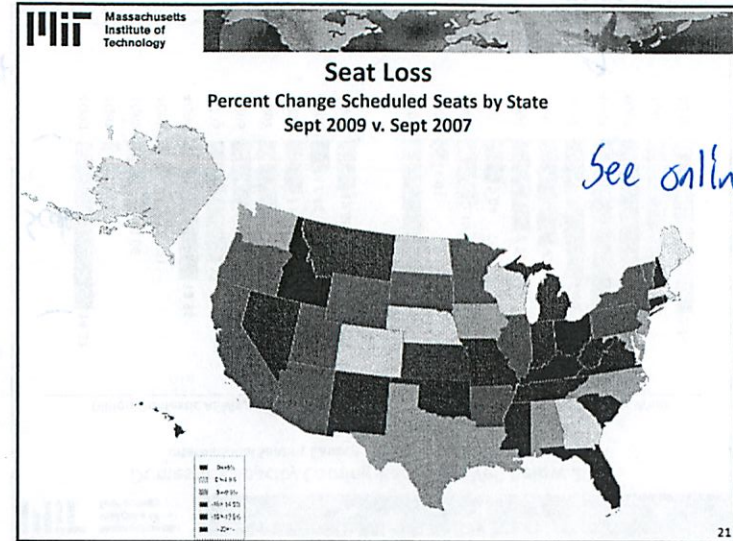 Massachusetts
Institute of
Technology
Seat Loss
Percent Change Scheduled Seats by State
Sept 2009 v. Sept 2007
See onlin
21